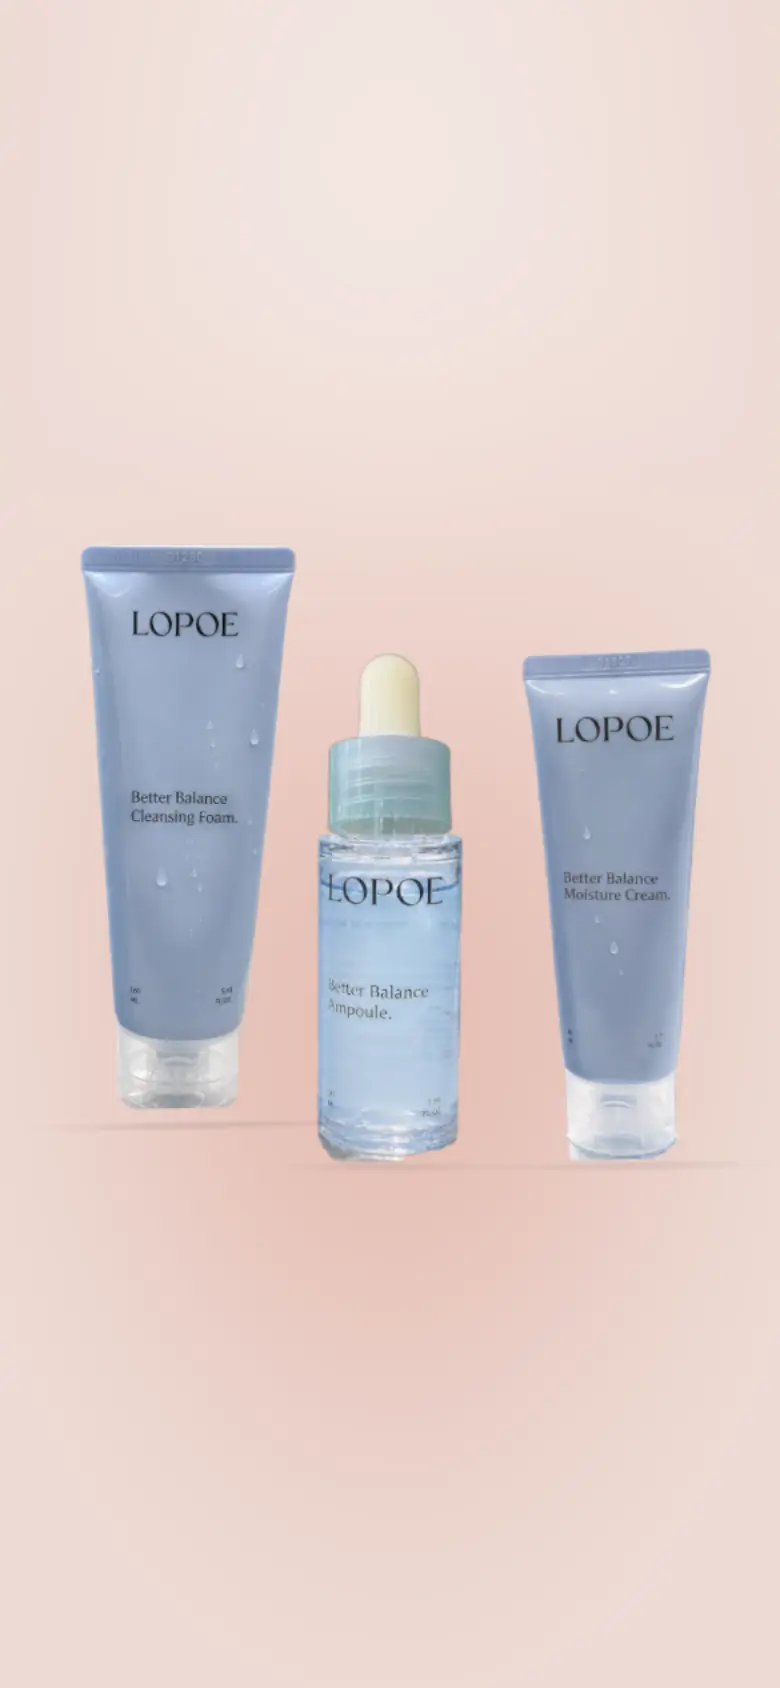 LOPOE
Better Balance
Cleansing Foam.
LOPOE
Better Balance
Ampoule.
LOPOE
Better Balance
Moisture Cream.